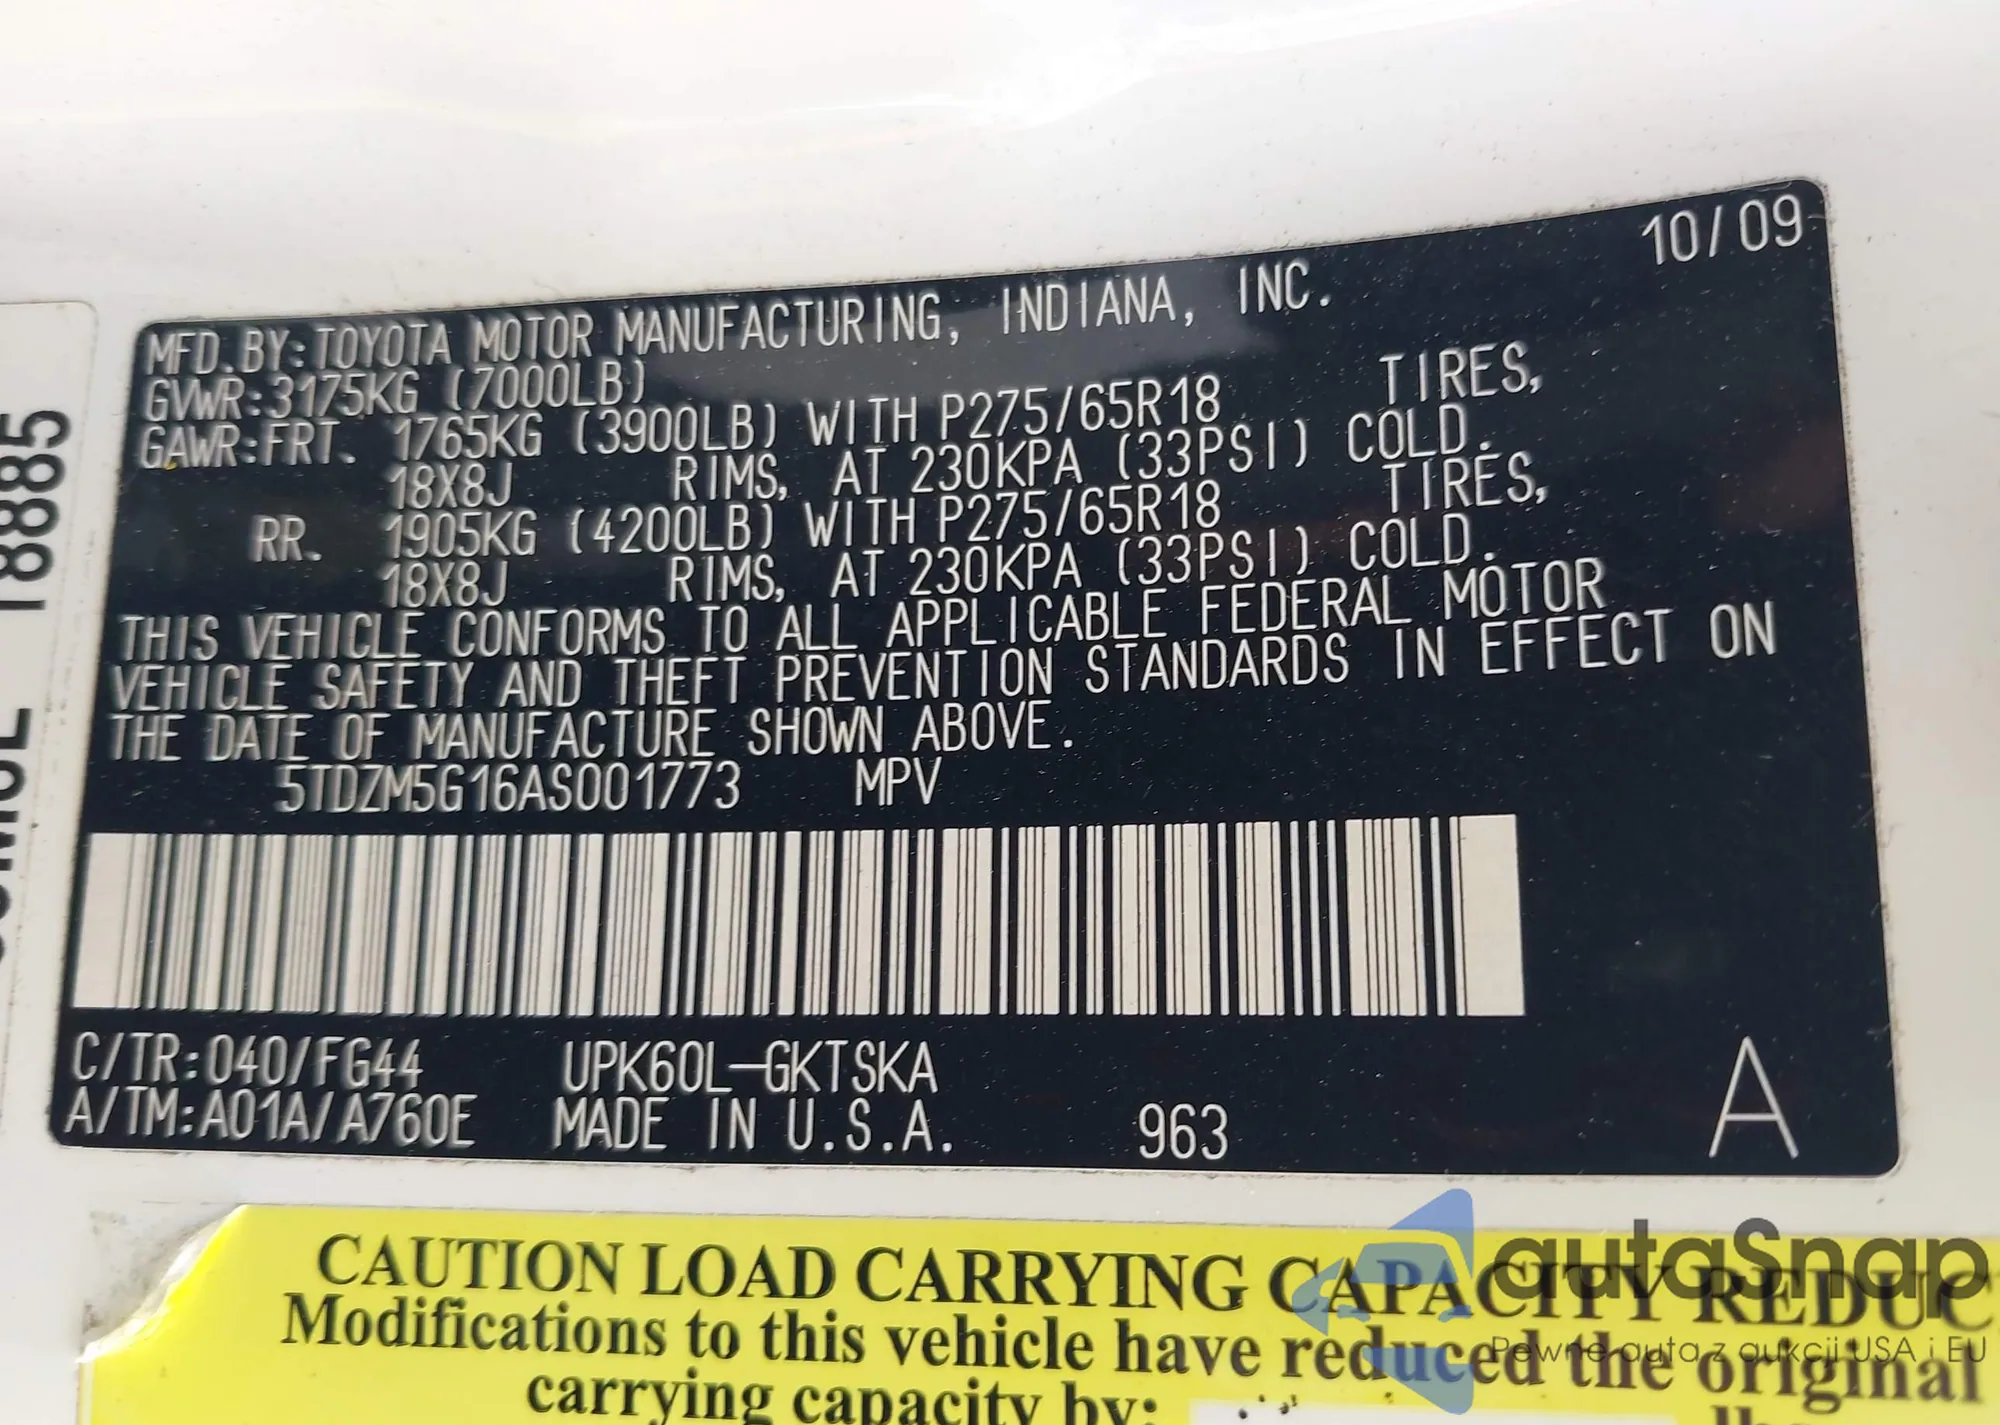 10/09
MFD.BY:TOYOTA MOTOR MANUFACTURING, INDIANA, INC.
GVWR:3175KG (7000LB)
GAWR:FRT. 1765KG (3900LB) WITH P275/65R18 TIRES,
18X8J RIMS, AT 230KPA (33PSI) COLD.
RR. 1905KG (4200LB) WITH P275/65R18 TIRES,
18X8J RIMS, AT 230KPA (33PSI) COLD.
THIS VEHICLE CONFORMS TO ALL APPLICABLE FEDERAL MOTOR
VEHICLE SAFETY AND THEFT PREVENTION STANDARDS IN EFFECT ON
THE DATE OF MANUFACTURE SHOWN ABOVE.
5TDZM5G16AS001773 MPV
C/TR:040/FG44 UPK60L-GKTSKA
A/TM:A01A/A760E MADE IN U.S.A. 963 A
18885
CAUTION LOAD CARRYING CAPACITY REDUC
Modifications to this vehicle have reduced the original
carrying capacity by: lbs
autoSnap
Pewne auta z aukcji USA i EU